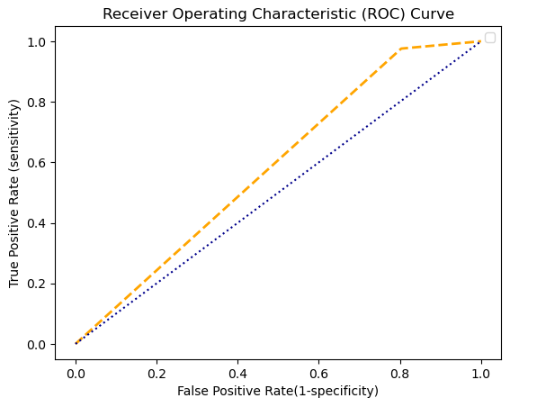 Receiver Operating Characteristic (ROC) Curve
1.0
0.8
0.6
0.4
0.2
0.0
True Positive Rate (sensitivity)
0.0 0.2 0.4 0.6 0.8 1.0
False Positive Rate(1-specificity)